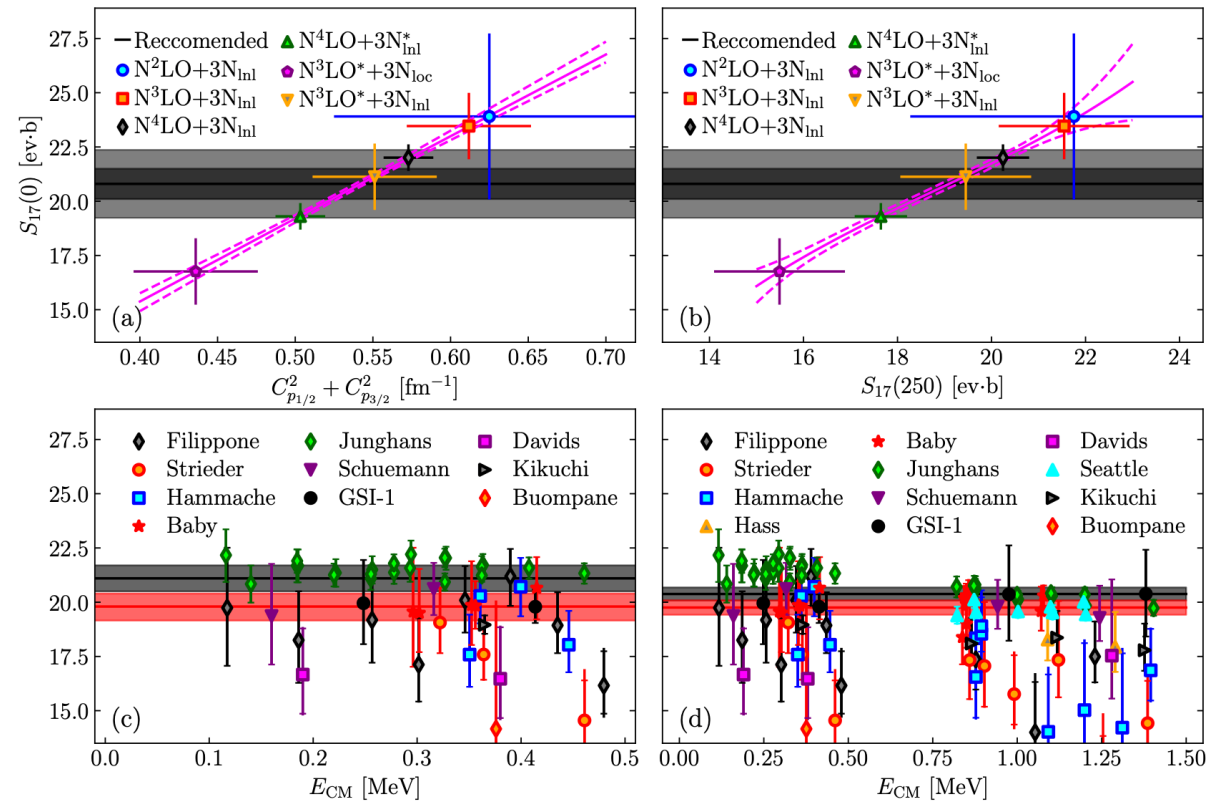 27.5
25.0
22.5
20.0
17.5
15.0
S₁₇(0) [ev·b]
Reccomended
N²LO+3Nₗₙₗ
N³LO+3Nₗₙₗ
N⁴LO+3Nₗₙₗ
N⁴LO+3N*ₗₙₗ
N³LO*+3Nₗₒ꜀
N³LO*+3Nₗₙₗ
(a)
0.40 0.45 0.50 0.55 0.60 0.65 0.70
C²ₚ₁/₂ + C²ₚ₃/₂ [fm⁻¹]
Reccomended
N²LO+3Nₗₙₗ
N³LO+3Nₗₙₗ
N⁴LO+3Nₗₙₗ
N⁴LO+3N*ₗₙₗ
N³LO*+3Nₗₒ꜀
N³LO*+3Nₗₙₗ
(b)
14 16 18 20 22 24
S₁₇(250) [ev·b]
27.5
25.0
22.5
20.0
17.5
15.0
Filippone
Strieder
Hammache
Baby
Junghans
Schuemann
GSI-1
Davids
Kikuchi
Buompane
(c)
0.0 0.1 0.2 0.3 0.4 0.5
E_CM [MeV]
Filippone
Strieder
Hammache
Hass
Baby
Junghans
Schuemann
GSI-1
Davids
Seattle
Kikuchi
Buompane
(d)
0.00 0.25 0.50 0.75 1.00 1.25 1.50
E_CM [MeV]